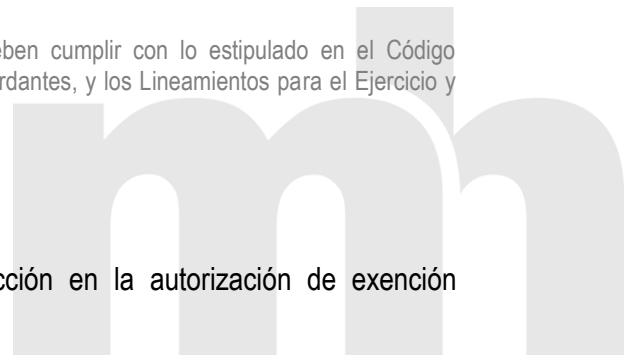 eben cumplir con lo estipulado en el Código
rdantes, y los Lineamientos para el Ejercicio y
cción en la autorización de exención